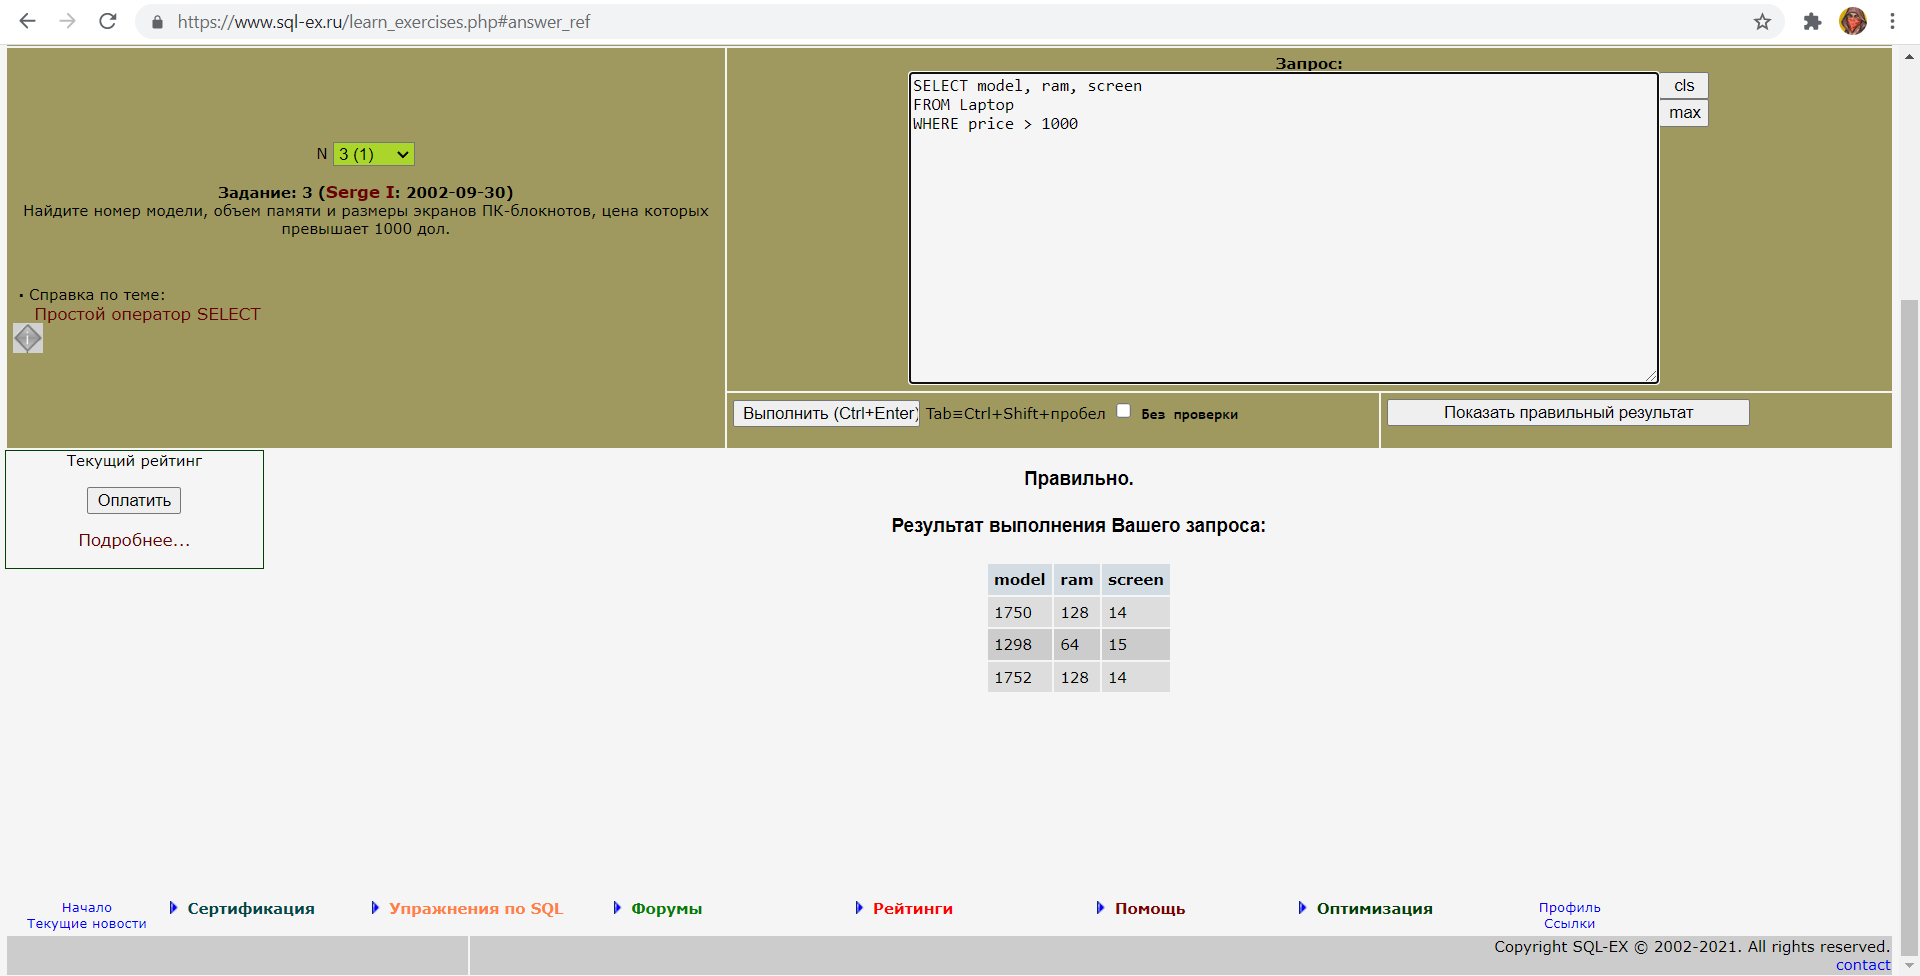 https://www.sql-ex.ru/learn_exercises.php#answer_ref
N 3 (1)
Задание: 3 (Serge I: 2002-09-30)
Найдите номер модели, объем памяти и размеры экранов ПК-блокнотов, цена которых
превышает 1000 дол.
· Справка по теме:
Простой оператор SELECT
Запрос:
SELECT model, ram, screen
FROM Laptop
WHERE price > 1000
cls
max
Выполнить (Ctrl+Enter) Tab≡Ctrl+Shift+пробел Без проверки
Показать правильный результат
Текущий рейтинг
Оплатить
Подробнее...
Правильно.
Результат выполнения Вашего запроса:
model ram screen
1750 128 14
1298 64 15
1752 128 14
Начало
Текущие новости
Сертификация
Упражнения по SQL
Форумы
Рейтинги
Помощь
Оптимизация
Профиль
Ссылки
Copyright SQL-EX © 2002-2021. All rights reserved.
contact